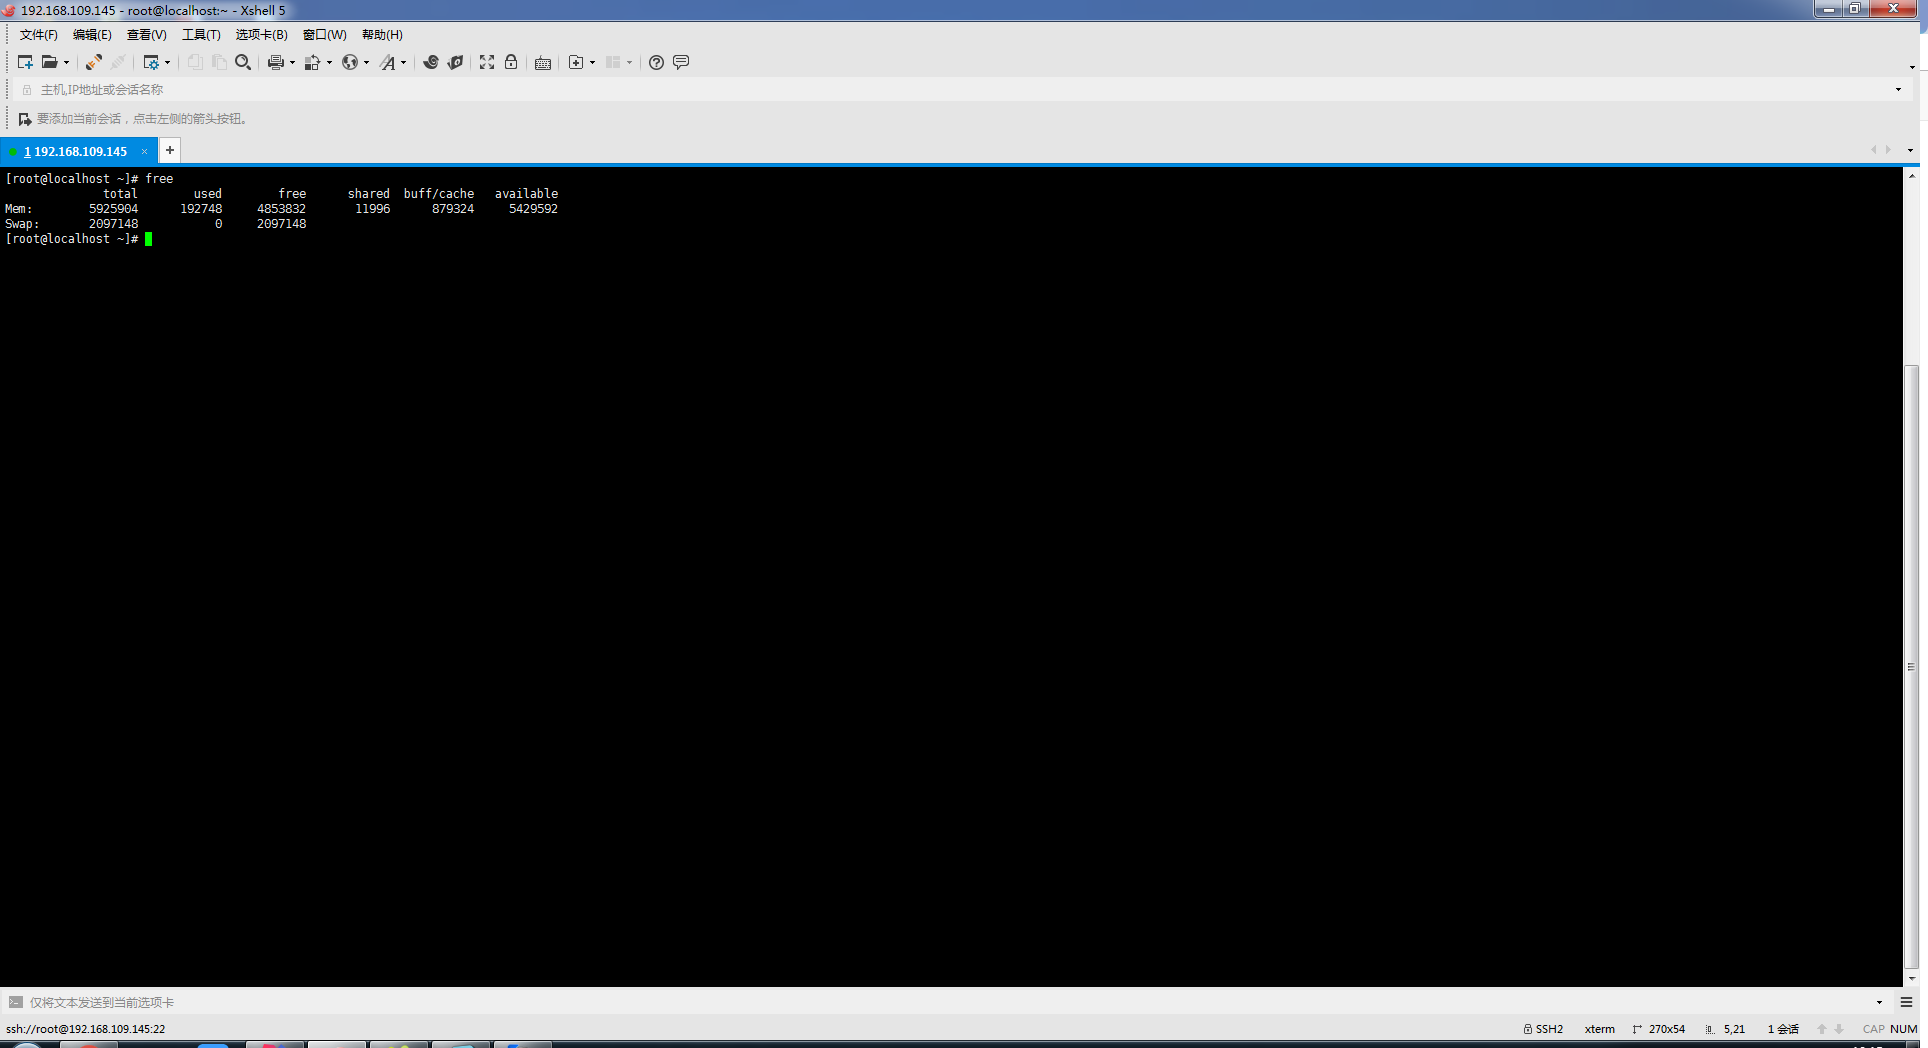 192.168.109.145 - root@localhost:~ - Xshell 5
文件(F) 编辑(E) 查看(V) 工具(T) 选项卡(B) 窗口(W) 帮助(H)
主机,IP地址或会话名称
要添加当前会话，点击左侧的箭头按钮。
1 192.168.109.145 × +
[root@localhost ~]# free
total used free shared buff/cache available
Mem: 5925904 192748 4853832 11996 879324 5429592
Swap: 2097148 0 2097148
[root@localhost ~]#
仅将文本发送到当前选项卡
ssh://root@192.168.109.145:22 SSH2 xterm 270x54 5,21 1 会话 CAP NUM